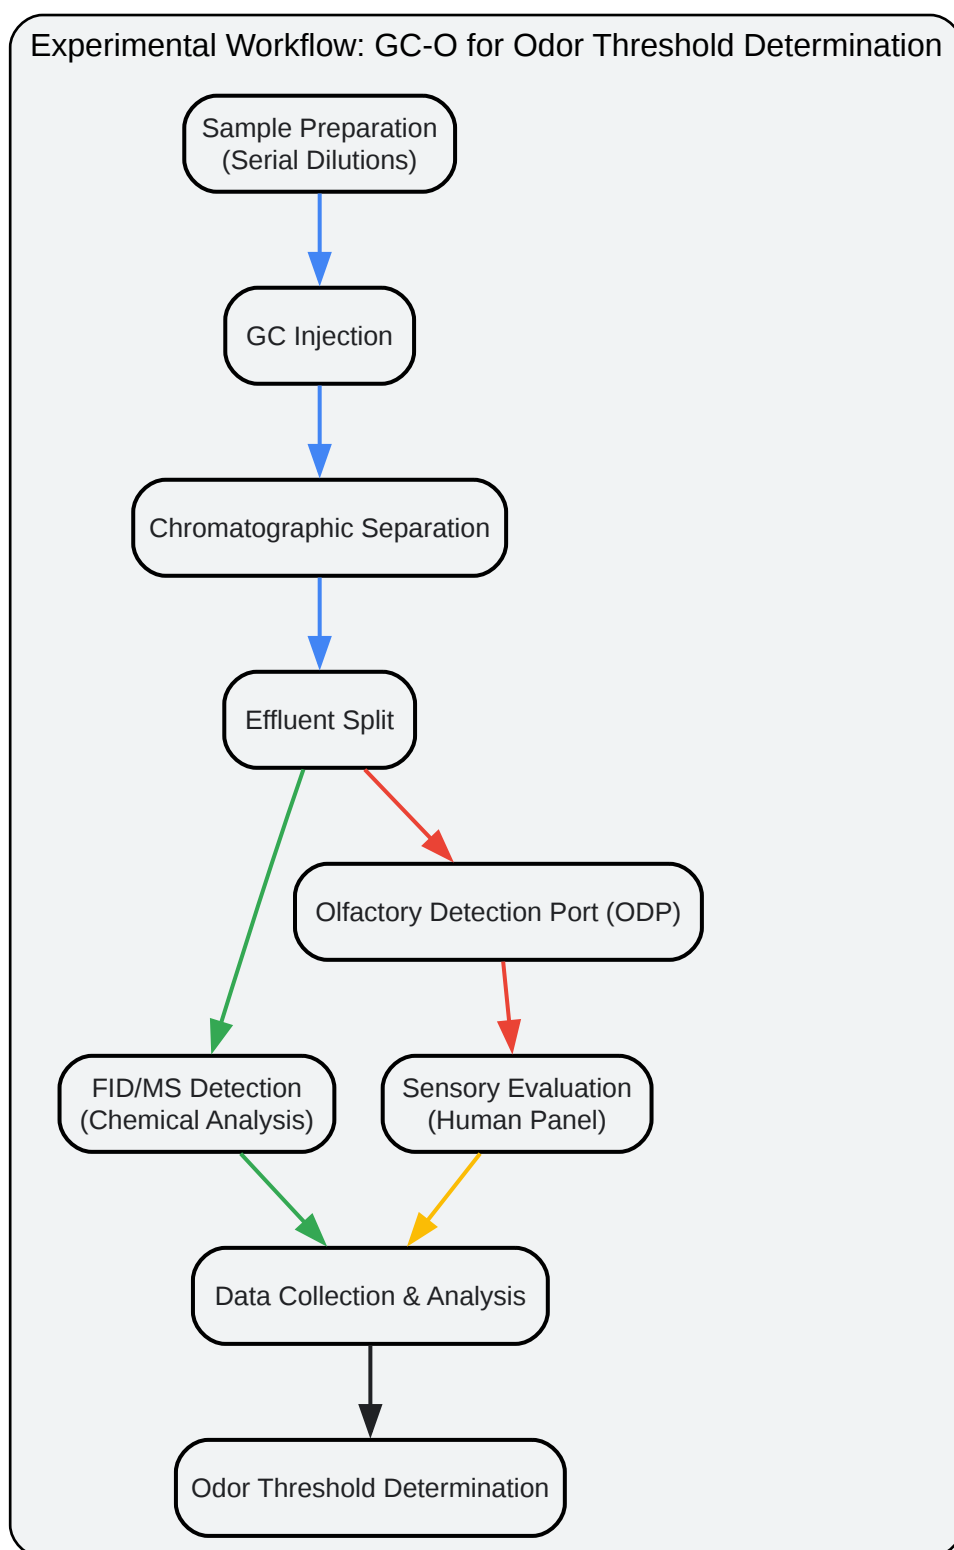 Experimental Workflow: GC-O for Odor Threshold Determination
Sample Preparation
(Serial Dilutions)
GC Injection
Chromatographic Separation
Effluent Split
Olfactory Detection Port (ODP)
FID/MS Detection
(Chemical Analysis)
Sensory Evaluation
(Human Panel)
Data Collection & Analysis
Odor Threshold Determination